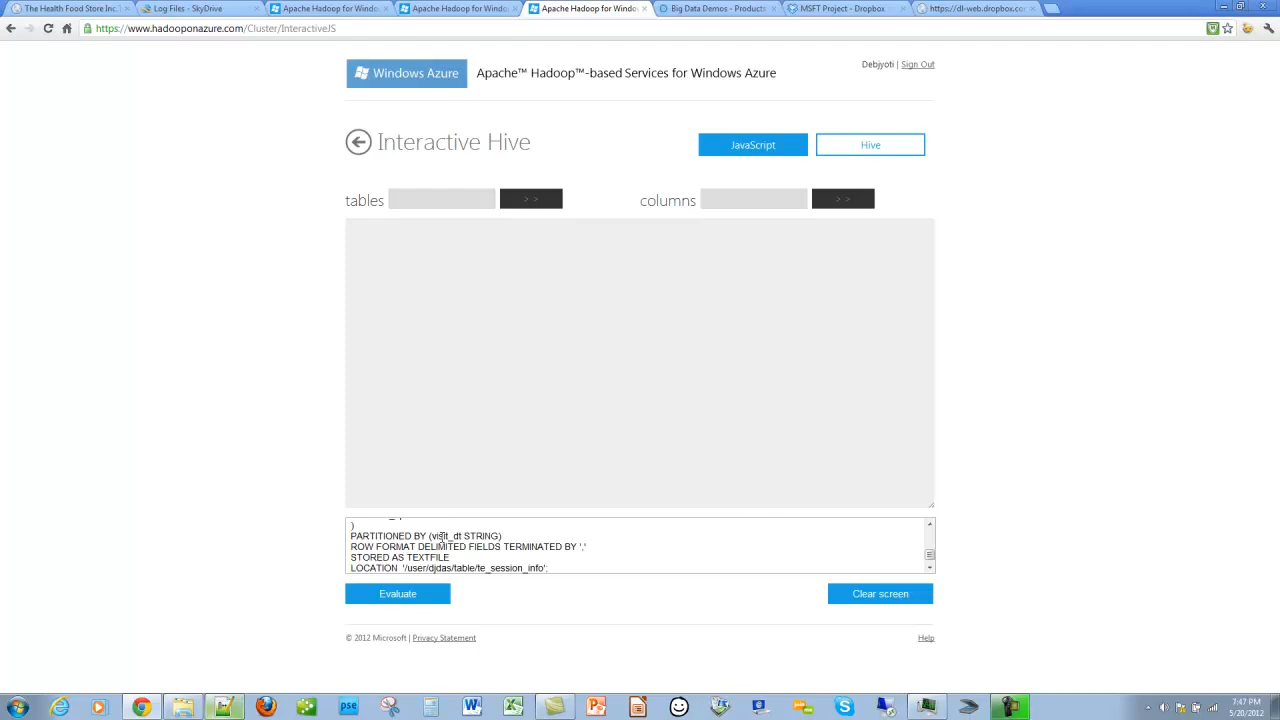 The Health Food Store Inc.
Log Files - SkyDrive
Apache Hadoop for Windo
Apache Hadoop for Windo
Apache Hadoop for Windo
Big Data Demos - Products
MSFT Project - Dropbox
https://dl-web.dropbox.co
https://www.hadooponazure.com/Cluster/InteractiveJS
Windows Azure
Apache™ Hadoop™-based Services for Windows Azure
Debjyoti | Sign Out
Interactive Hive
JavaScript
Hive
tables
> >
columns
> >
)
PARTITIONED BY (visit_dt STRING)
ROW FORMAT DELIMITED FIELDS TERMINATED BY ','
STORED AS TEXTFILE
LOCATION '/user/djdas/table/te_session_info';
Evaluate
Clear screen
© 2012 Microsoft | Privacy Statement
Help
pse
7:47 PM
5/20/2012